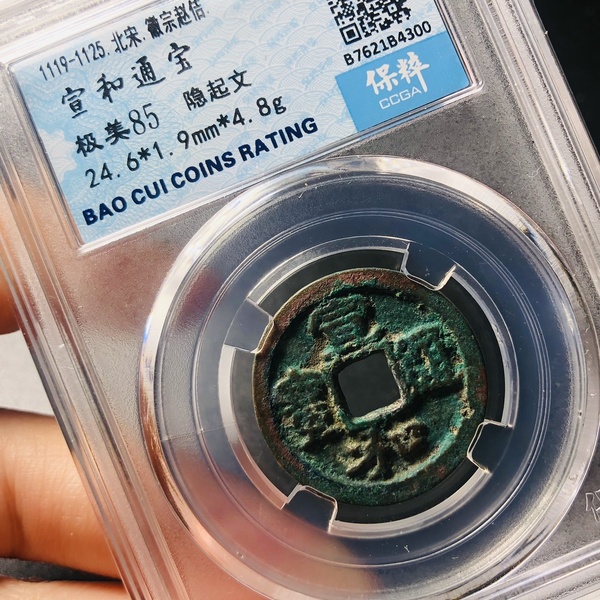 1119-1125.北宋.徽宗赵佶
宣和通宝
极美85 隐起文
24.6*1.9mm*4.8g
BAO CUI COINS RATING
B7621B4300
保粹
CCGA
宣
通
寳
和